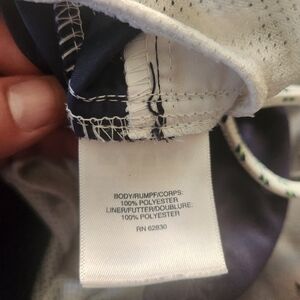 BODY/RUMPF/CORPS:
100% POLYESTER
LINER/FUTTER/DOUBLURE:
100% POLYESTER
RN 62830